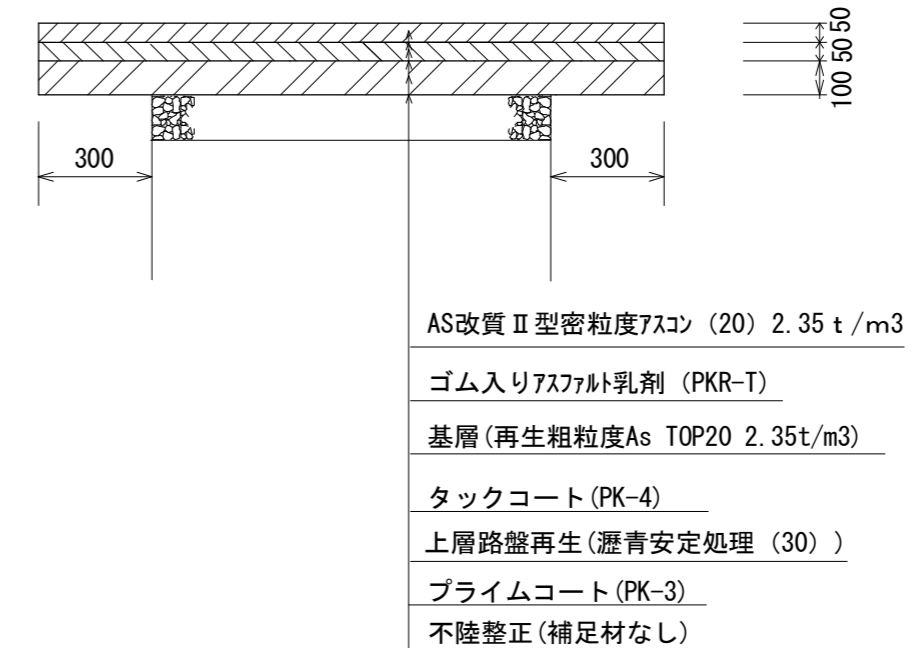 50
50
100
300
300
AS改質Ⅱ型密粒度ｱｽｺﾝ（20）2.35ｔ/ｍ3
ゴム入りｱｽﾌｧﾙﾄ乳剤（PKR-T）
基層(再生粗粒度As TOP20 2.35t/m3)
タックコート(PK-4)
上層路盤再生(瀝青安定処理（30）)
プライムコート(PK-3)
不陸整正(補足材なし)